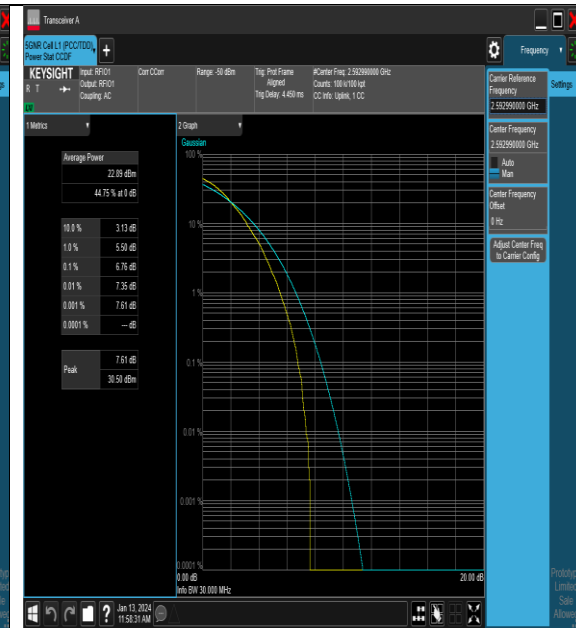 Transceiver A
5GNR Cell L1 (PCC/TDD)
Power Stat CCDF
Frequency
KEYSIGHT
R T
LV
Input: RFIO1
Output: RFIO1
Coupling: AC
Corr CCorr
Range: -50 dBm
Trig: Prot Frame
Aligned
Trig Delay: 4.450 ms
#Center Freq: 2.592990000 GHz
Counts: 100 k/100 kpt
CC Info: Uplink, 1 CC
Carrier Reference
Frequency
2.592990000 GHz
Settings
Center Frequency
2.592990000 GHz
Auto
Man
Center Frequency
Offset
0 Hz
Adjust Center Freq
to Carrier Config
1 Metrics
Average Power
22.89 dBm
44.75 % at 0 dB
10.0 % 3.13 dB
1.0 % 5.50 dB
0.1 % 6.76 dB
0.01 % 7.35 dB
0.001 % 7.61 dB
0.0001 % --- dB
Peak 7.61 dB
30.50 dBm
2 Graph
Gaussian
100 %
10 %
1 %
0.1 %
0.01 %
0.001 %
0.0001 %
0.00 dB 20.00 dB
Info BW 30.000 MHz
Jan 13, 2024
11:58:31 AM